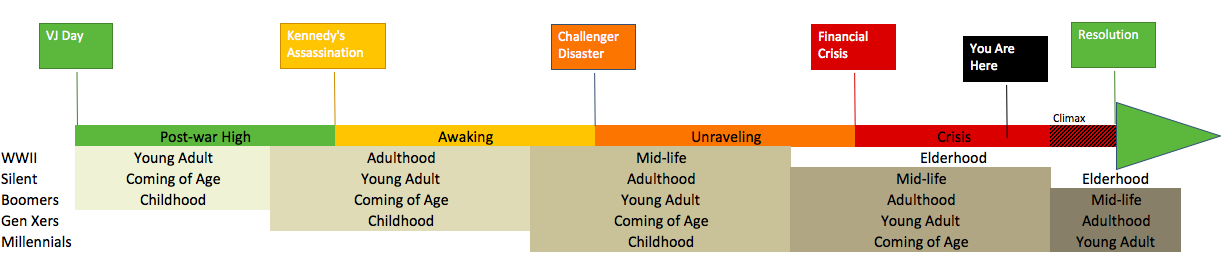 VJ Day
Kennedy's
Assassination
Challenger
Disaster
Financial
Crisis
You Are
Here
Resolution
Climax
Post-war High Awaking Unraveling Crisis
WWII Young Adult Adulthood Mid-life Elderhood
Silent Coming of Age Young Adult Adulthood Mid-life Elderhood
Boomers Childhood Coming of Age Young Adult Adulthood Mid-life
Gen Xers Childhood Coming of Age Young Adult Adulthood
Millennials Childhood Coming of Age Young Adult